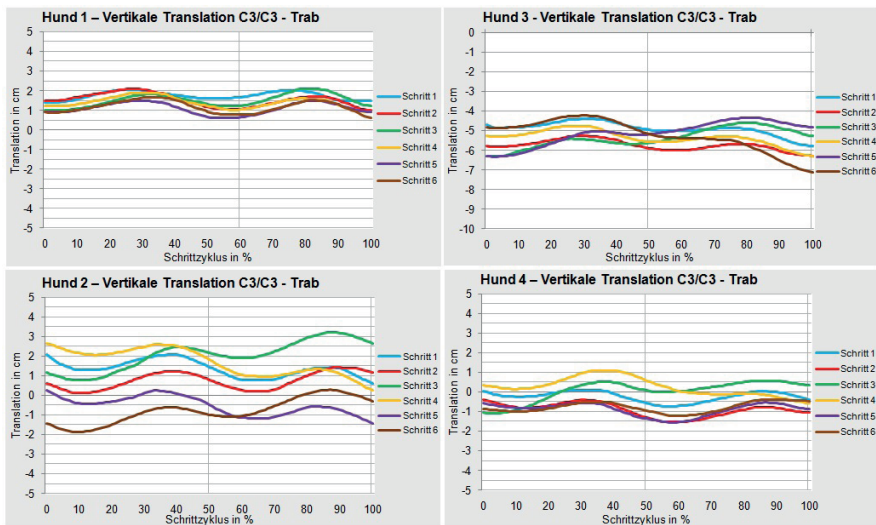 Hund 1 – Vertikale Translation C3/C3 - Trab
Translation in cm
5
4
3
2
1
0
-1
-2
-3
-4
-5
0 10 20 30 40 50 60 70 80 90 100
Schrittzyklus in %
Schritt 1
Schritt 2
Schritt 3
Schritt 4
Schritt 5
Schritt 6
Hund 3 - Vertikale Translation C3/C3 - Trab
Translation in cm
0
-1
-2
-3
-4
-5
-6
-7
-8
-9
-10
0 10 20 30 40 50 60 70 80 90 100
Schrittzyklus in %
Schritt 1
Schritt 2
Schritt 3
Schritt 4
Schritt 5
Schritt 6
Hund 2 – Vertikale Translation C3/C3 - Trab
Translation in cm
5
4
3
2
1
0
-1
-2
-3
-4
-5
0 10 20 30 40 50 60 70 80 90 100
Schrittzyklus in %
Schritt 1
Schritt 2
Schritt 3
Schritt 4
Schritt 5
Schritt 6
Hund 4 – Vertikale Translation C3/C3 - Trab
Translation in cm
5
4
3
2
1
0
-1
-2
-3
-4
-5
0 10 20 30 40 50 60 70 80 90 100
Schrittzyklus in %
Schritt 1
Schritt 2
Schritt 3
Schritt 4
Schritt 5
Schritt 6